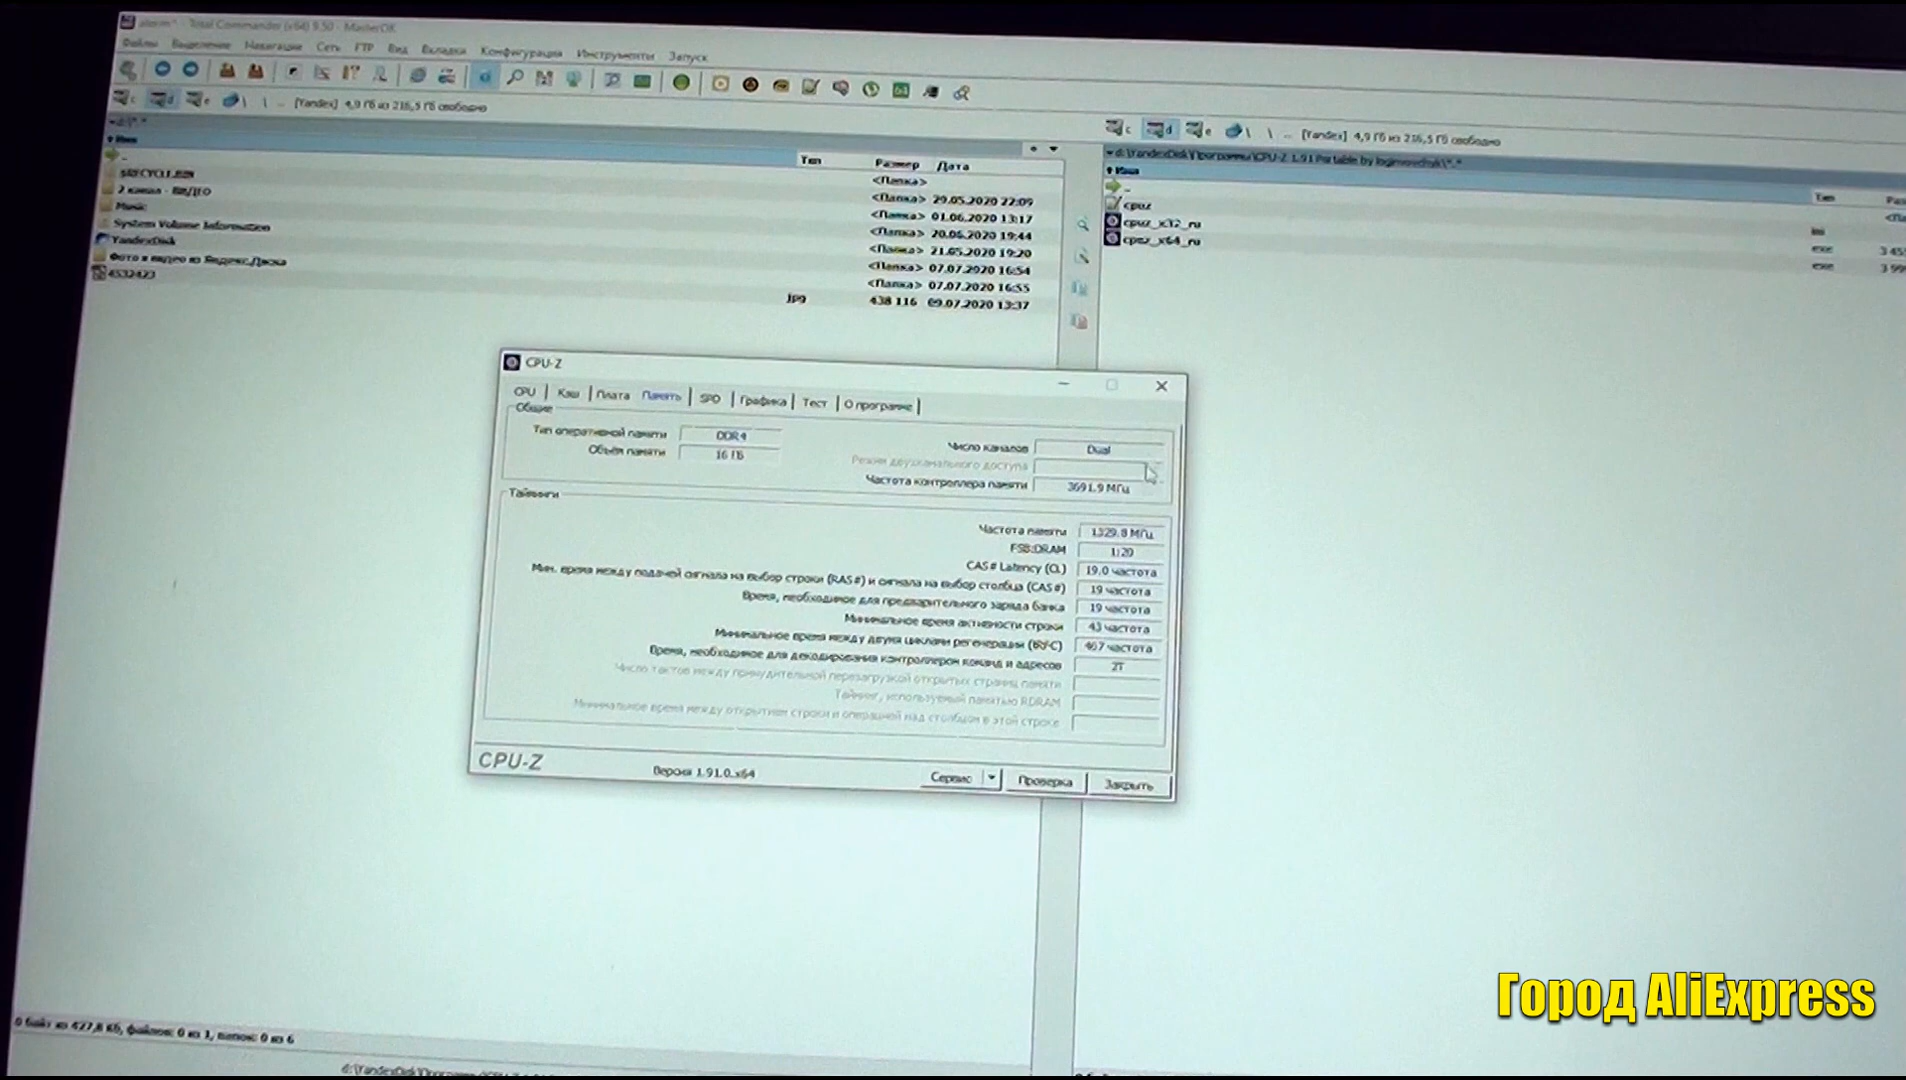 Total Commander (x64) 9.50 - MasterOK
Файлы Выделение Навигация Сеть FTP Вид Вкладка Конфигурация Инструменты Запуск
c d e \ \ .. [Yandex] 4,9 Гб из 216,5 Гб свободно
c d e \ \ .. [Yandex] 4,9 Гб из 216,5 Гб свободно
d:\*.*
d:\YandexDisk\Программы\CPU-Z 1.91 Portable by loginvovchyk\*.*
Имя Тип Размер Дата
Имя Тип
.. <Папка>
$RECYCLE.BIN <Папка> 29.05.2020 22:09
2 канал - ВИДЕО <Папка> 01.06.2020 13:17
Music <Папка> 20.06.2020 19:44
System Volume Information <Папка> 21.05.2020 19:20
YandexDisk <Папка> 07.07.2020 16:54
Фото и видео из Яндекс.Диска <Папка> 07.07.2020 16:55
4532423 jpg 438 116 09.07.2020 13:37
..
cpuz ini
cpuz_x32_ru exe
cpuz_x64_ru exe
CPU-Z
CPU Кэш Плата Память SPD Графика Тест О программе
Общие
Тип оперативной памяти DDR4
Объём памяти 16 ГБ
Число каналов Dual
Режим двухканального доступа
Частота контроллера памяти 3691.9 МГц
Тайминги
Частота памяти 1329.8 МГц
FSB:DRAM 1:20
CAS# Latency (CL) 19.0 частота
Мин. время между подачей сигнала на выбор строки (RAS#) и сигнала на выбор столбца (CAS#) 19 частота
Время, необходимое для предварительного заряда банка 19 частота
Минимальное время активности строки 43 частота
Минимальное время между двумя циклами регенерации 467 частота
Время, необходимое для декодирования контроллером команд и адресов 2T
Число тактов между принудительной перезагрузкой открытых страниц памяти
Тайминг, используемый памятью RDRAM
Минимальное время между открытием строки и операцией над столбцом в этой строке
CPU-Z
Версия 1.91.0.x64
Сервис Проверка Закрыть
0 байт из 427,8 Кб, файлов: 0 из 1, папок: 0 из 6
Город AliExpress